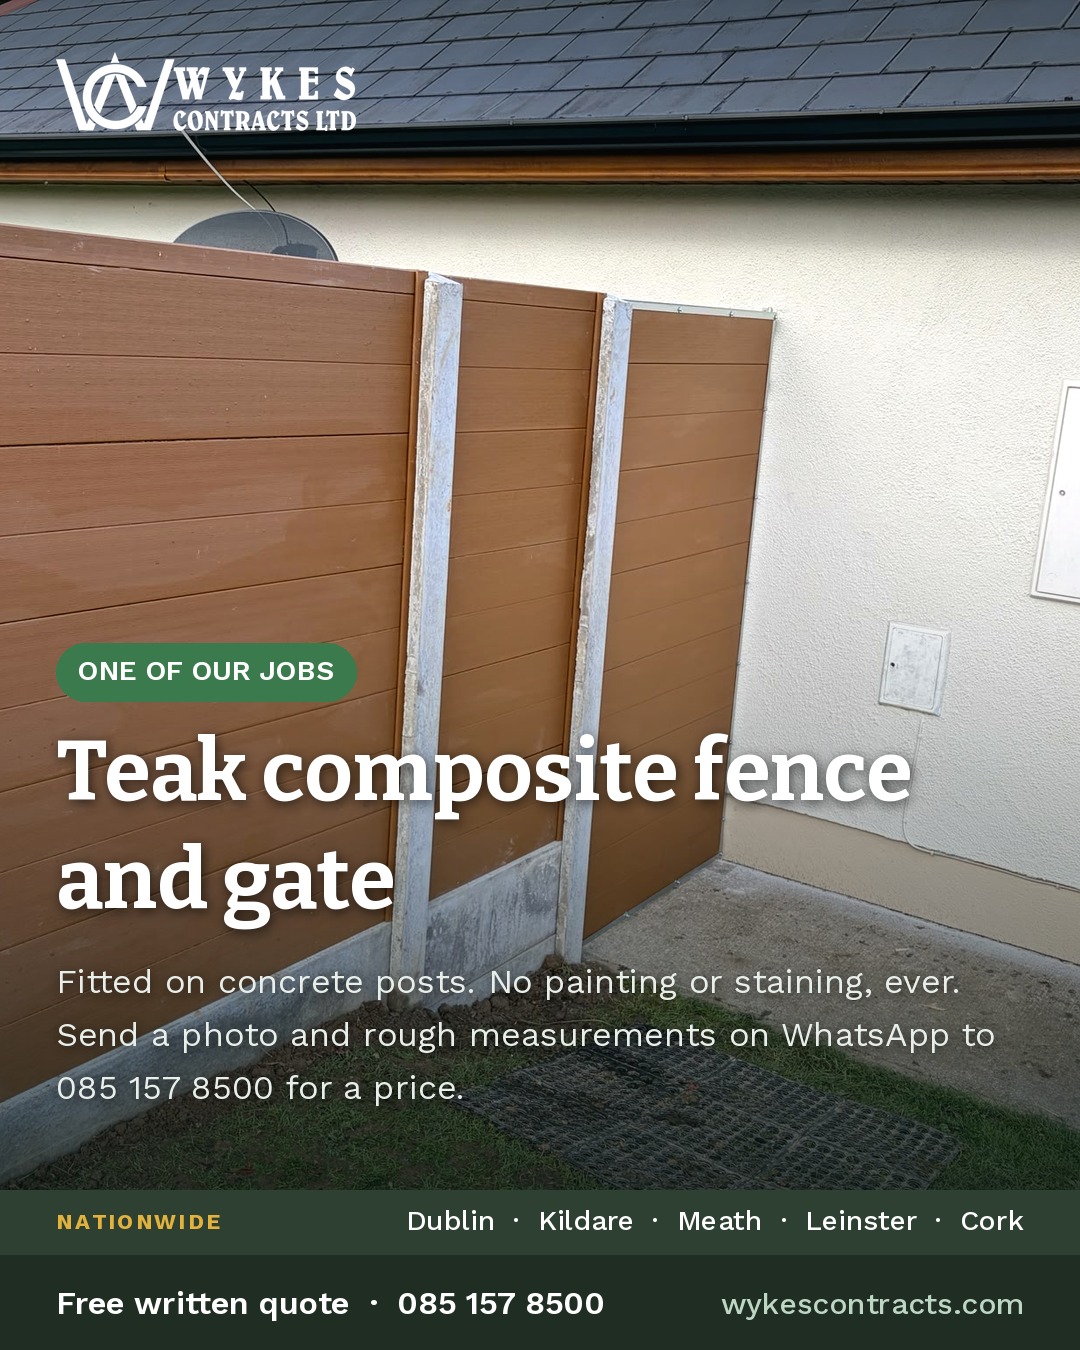 WYKES
CONTRACTS LTD
ONE OF OUR JOBS
Teak composite fence
and gate
Fitted on concrete posts. No painting or staining, ever.
Send a photo and rough measurements on WhatsApp to
085 157 8500 for a price.
NATIONWIDE Dublin · Kildare · Meath · Leinster · Cork
Free written quote · 085 157 8500 wykescontracts.com